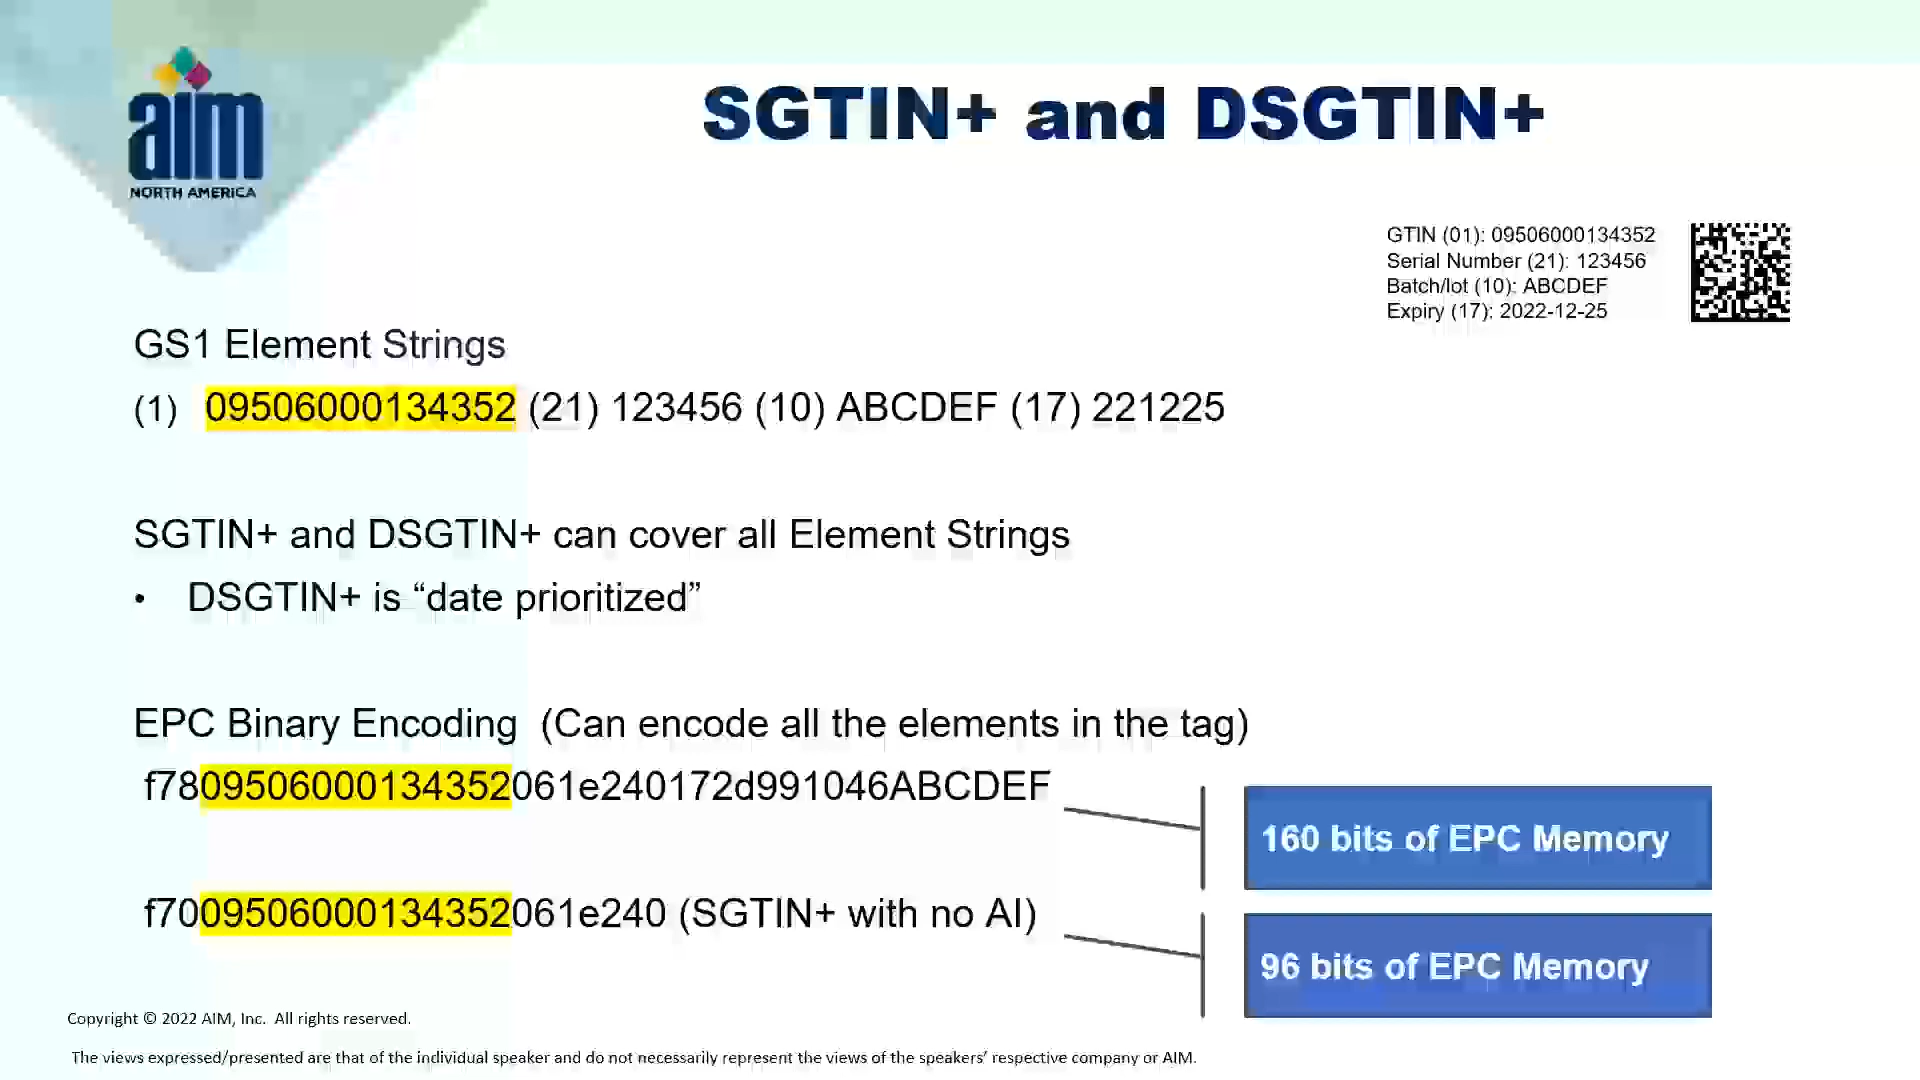 aim
NORTH AMERICA
SGTIN+ and DSGTIN+
GTIN (01): 09506000134352
Serial Number (21): 123456
Batch/lot (10): ABCDEF
Expiry (17): 2022-12-25
GS1 Element Strings
(1) 09506000134352 (21) 123456 (10) ABCDEF (17) 221225
SGTIN+ and DSGTIN+ can cover all Element Strings
• DSGTIN+ is “date prioritized”
EPC Binary Encoding (Can encode all the elements in the tag)
f7809506000134352061e240172d991046ABCDEF
160 bits of EPC Memory
f7009506000134352061e240 (SGTIN+ with no AI)
96 bits of EPC Memory
Copyright © 2022 AIM, Inc. All rights reserved.
The views expressed/presented are that of the individual speaker and do not necessarily represent the views of the speakers’ respective company or AIM.